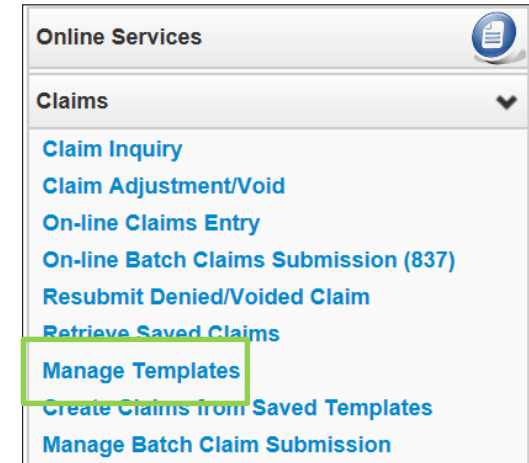 Online Services
Claims
Claim Inquiry
Claim Adjustment/Void
On-line Claims Entry
On-line Batch Claims Submission (837)
Resubmit Denied/Voided Claim
Retrieve Saved Claims
Manage Templates
Create Claims from Saved Templates
Manage Batch Claim Submission